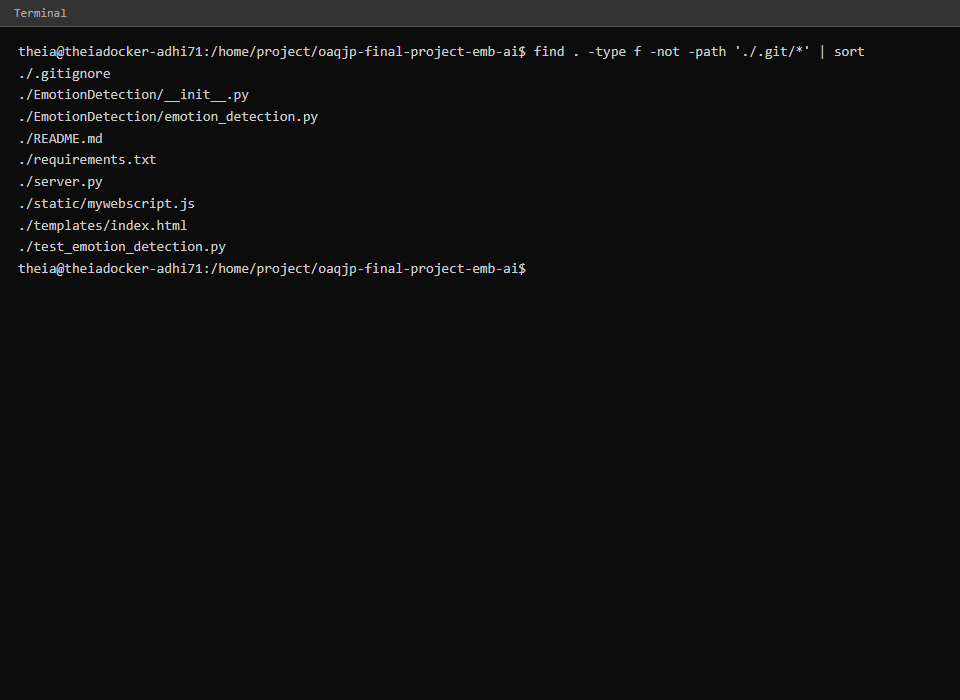 Terminal
theia@theiadocker-adhi71:/home/project/oaqjp-final-project-emb-ai$ find . -type f -not -path './.git/*' | sort
./.gitignore
./EmotionDetection/__init__.py
./EmotionDetection/emotion_detection.py
./README.md
./requirements.txt
./server.py
./static/mywebscript.js
./templates/index.html
./test_emotion_detection.py
theia@theiadocker-adhi71:/home/project/oaqjp-final-project-emb-ai$